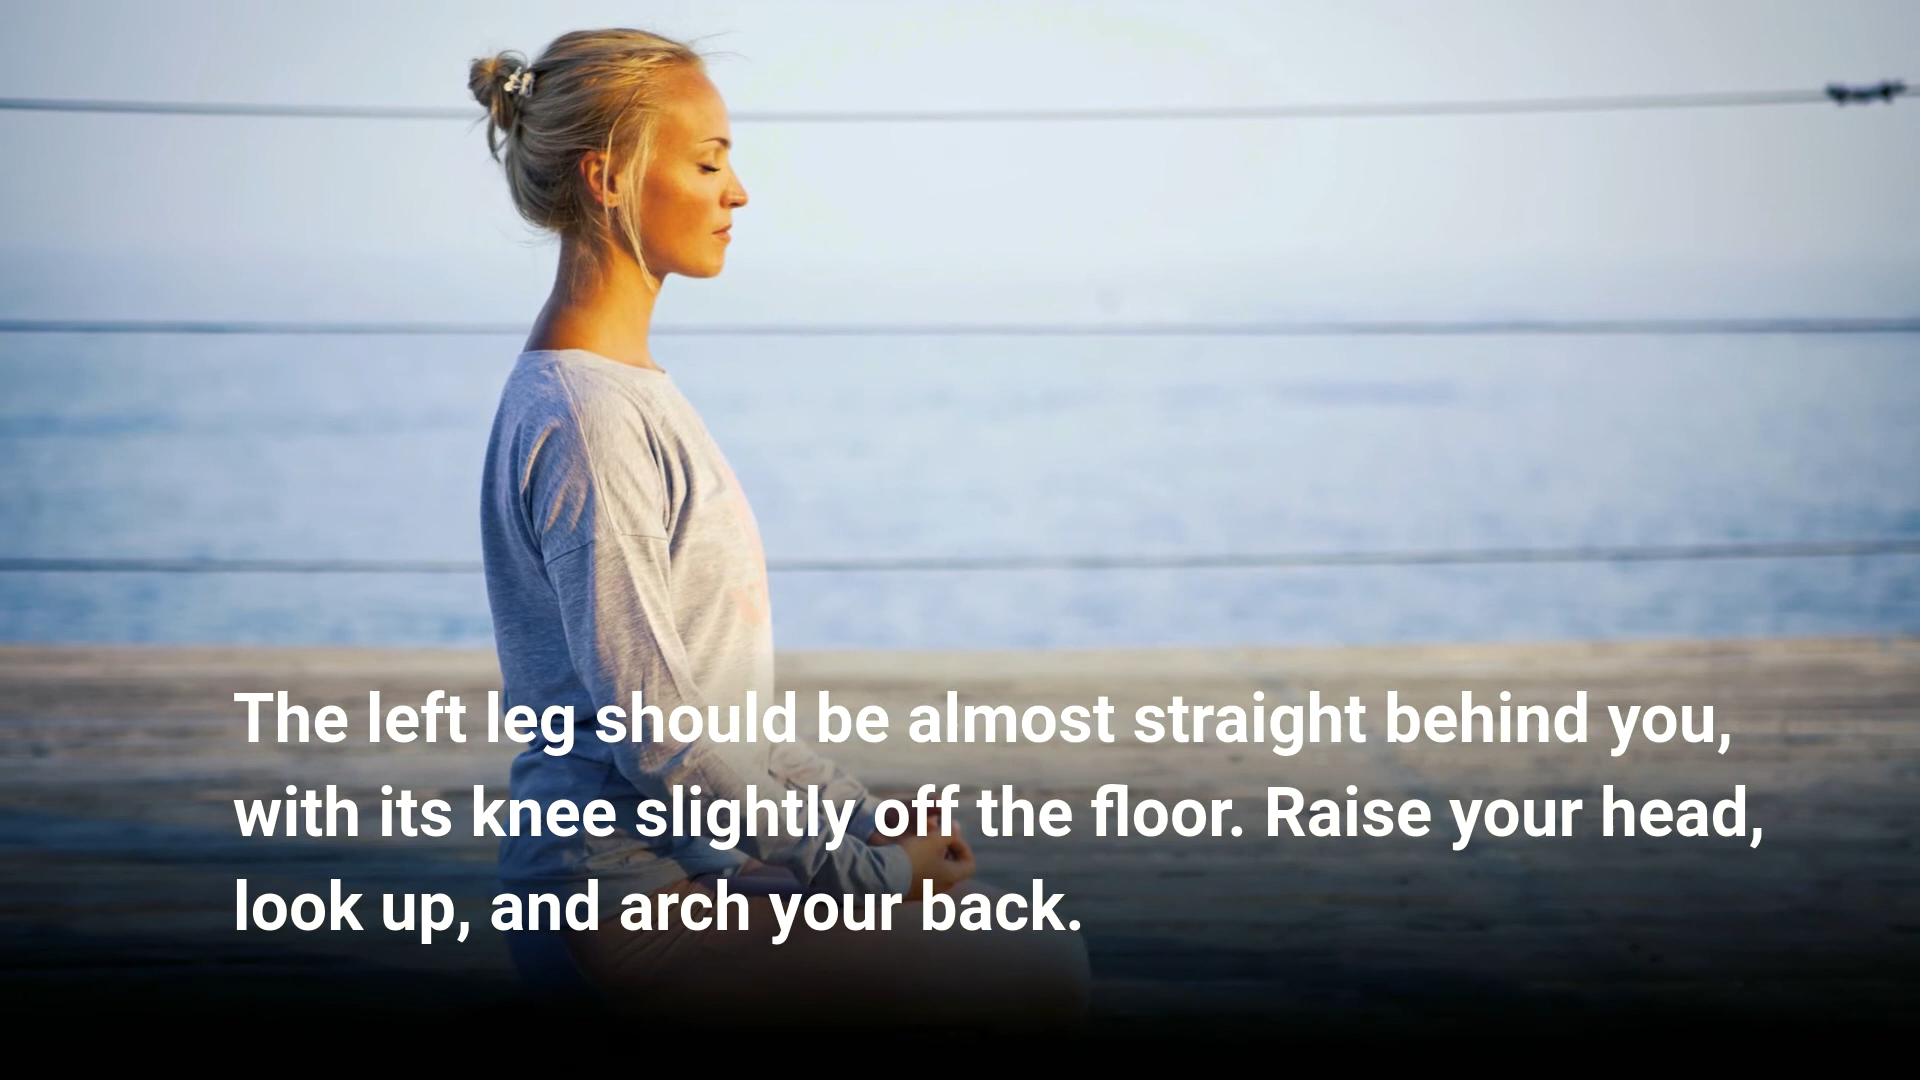 The left leg should be almost straight behind you,
with its knee slightly off the floor. Raise your head,
look up, and arch your back.